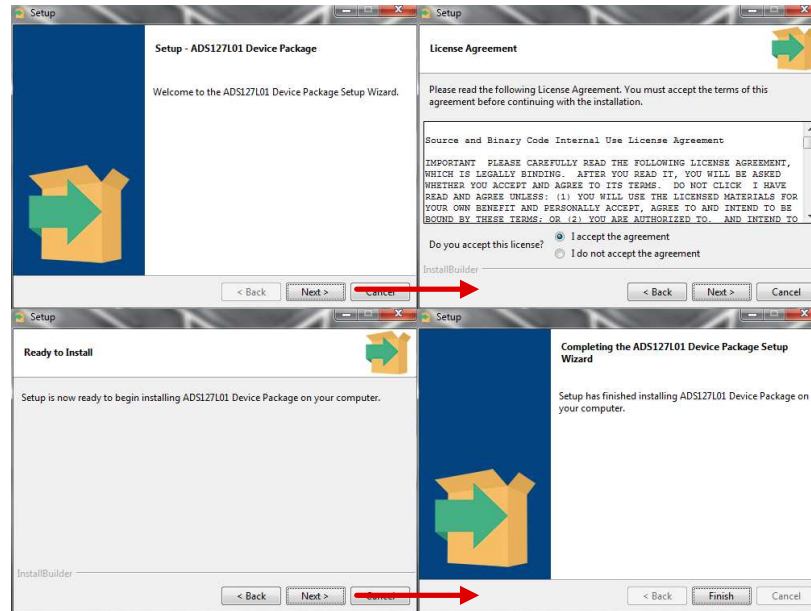 Setup
Setup - ADS127L01 Device Package
Welcome to the ADS127L01 Device Package Setup Wizard.
< Back
Next >
Cancel
Setup
License Agreement
Please read the following License Agreement. You must accept the terms of this
agreement before continuing with the installation.
Source and Binary Code Internal Use License Agreement
IMPORTANT PLEASE CAREFULLY READ THE FOLLOWING LICENSE AGREEMENT,
WHICH IS LEGALLY BINDING. AFTER YOU READ IT, YOU WILL BE ASKED
WHETHER YOU ACCEPT AND AGREE TO ITS TERMS. DO NOT CLICK I HAVE
READ AND AGREE UNLESS: (1) YOU WILL USE THE LICENSED MATERIALS FOR
YOUR OWN BENEFIT AND PERSONALLY ACCEPT, AGREE TO AND INTEND TO BE
BOUND BY THESE TERMS; OR (2) YOU ARE AUTHORIZED TO, AND INTEND TO
Do you accept this license?
I accept the agreement
I do not accept the agreement
InstallBuilder
< Back
Next >
Cancel
Setup
Ready to Install
Setup is now ready to begin installing ADS127L01 Device Package on your computer.
InstallBuilder
< Back
Next >
Cancel
Setup
Completing the ADS127L01 Device Package Setup
Wizard
Setup has finished installing ADS127L01 Device Package on
your computer.
< Back
Finish
Cancel